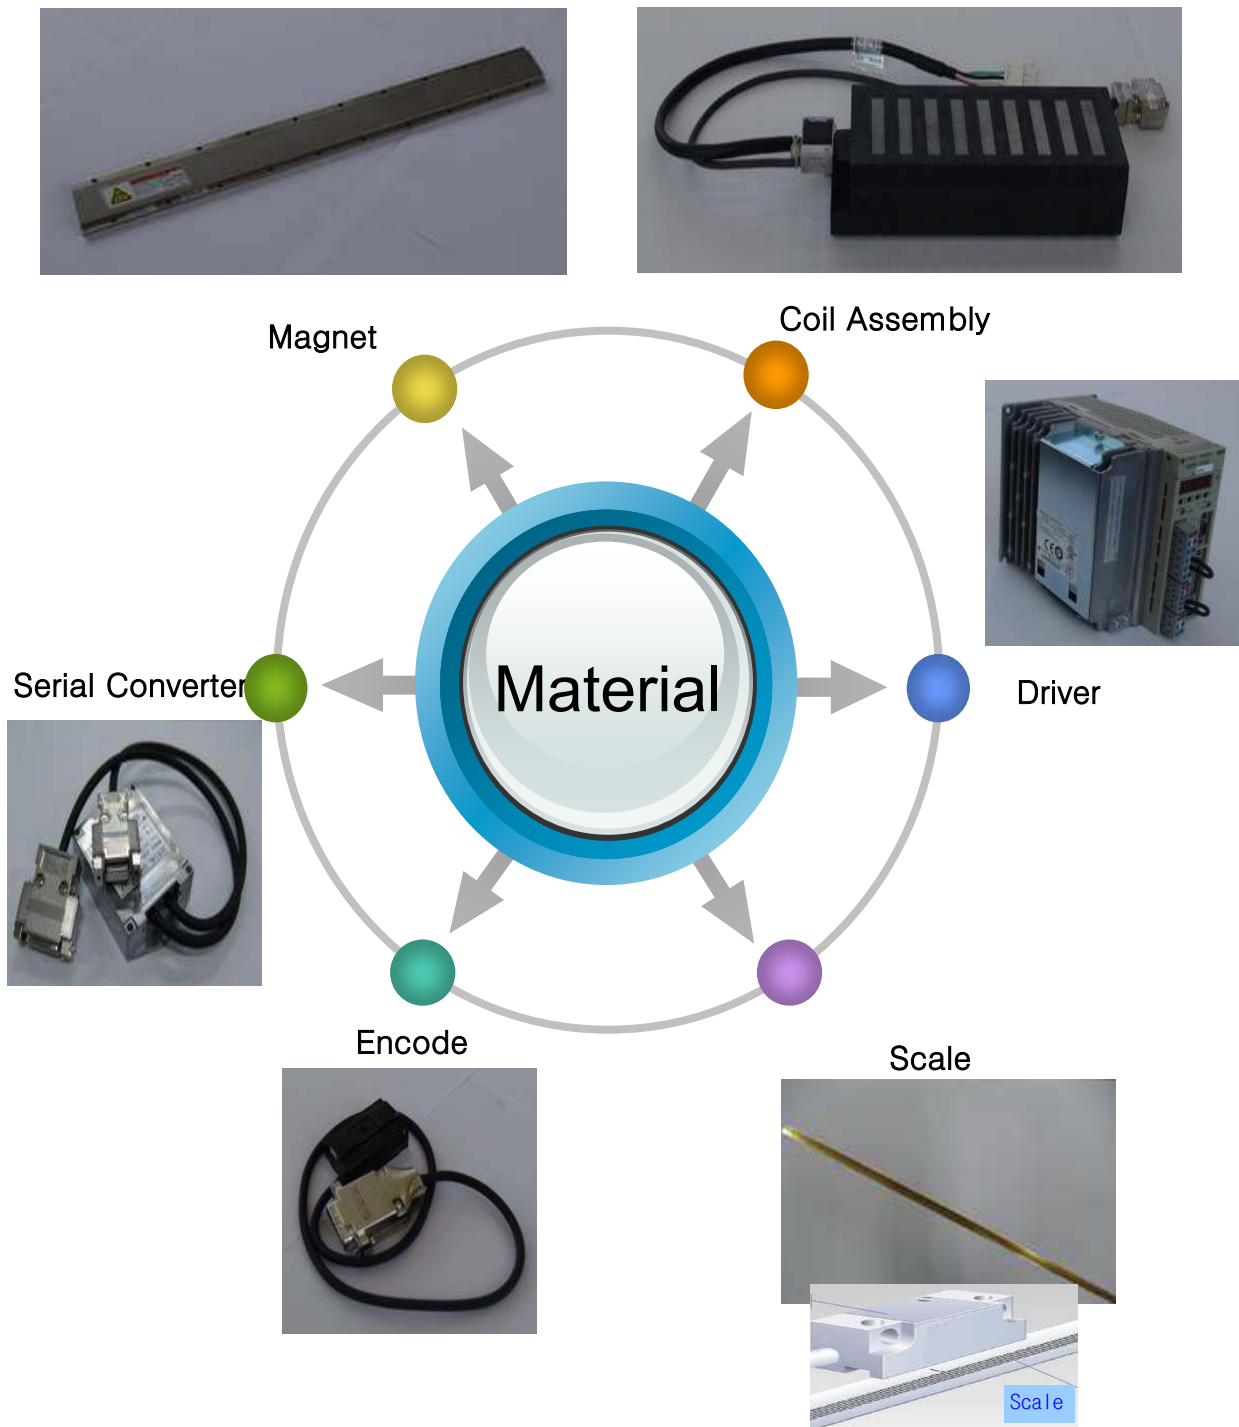 Magnet
Coil Assembly
Material
Serial Converter
Driver
Encode
Scale
Scale